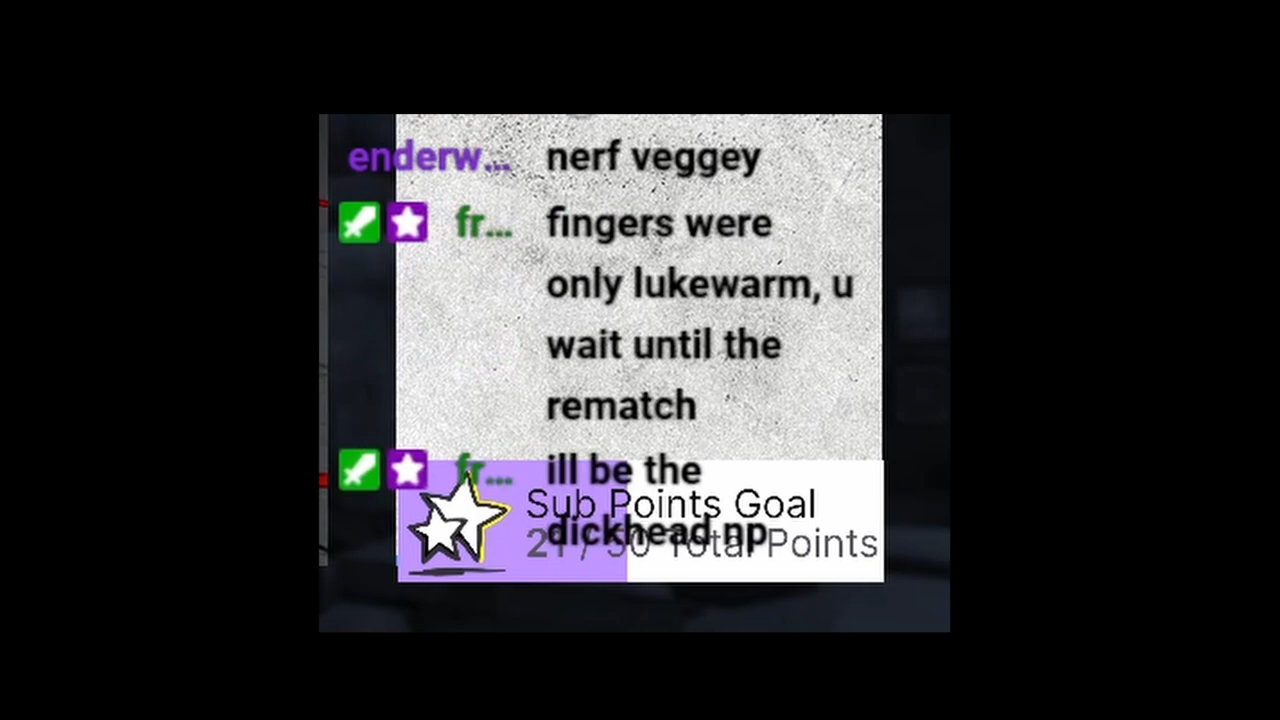 enderw... nerf veggey
fr... fingers were
only lukewarm, u
wait until the
rematch
fr... ill be the
Sub Points Goal
dickhead np
/ 50 Total Points